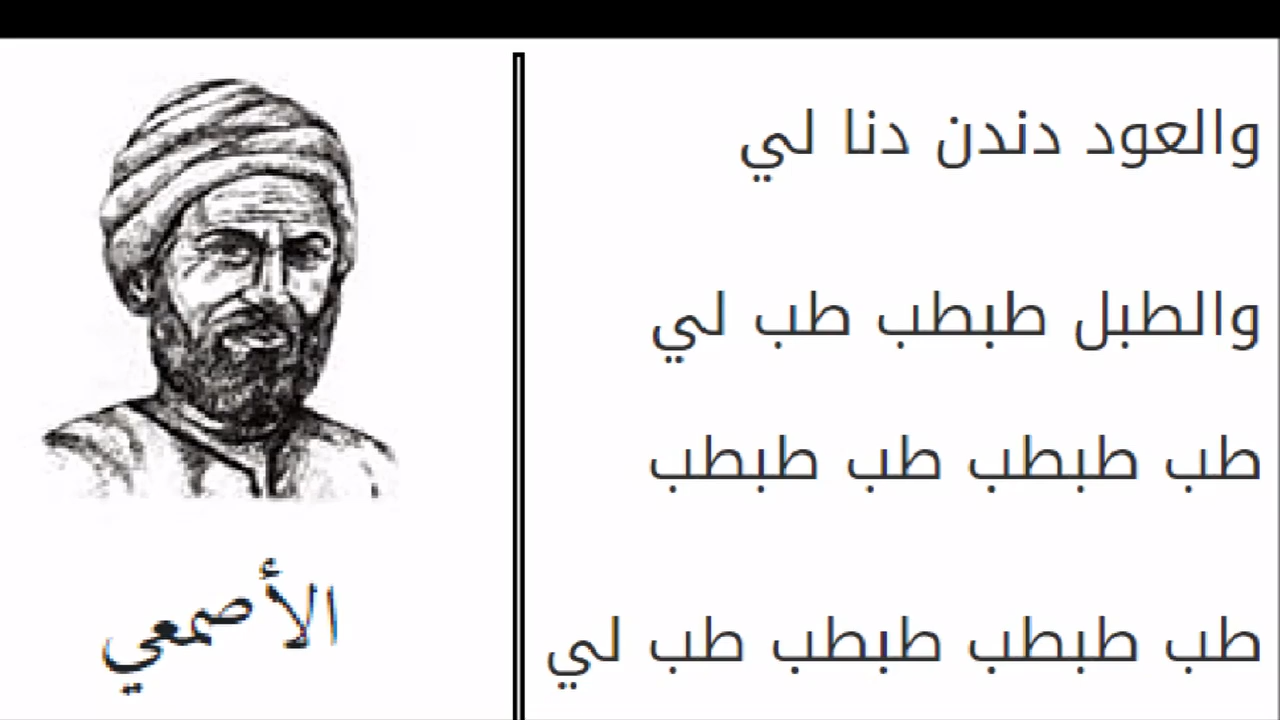 والعود دندن دنا لي
والطبل طبطب طب لي
طب طبطب طب طبطب
طب طبطب طبطب طب لي
الأصمعي